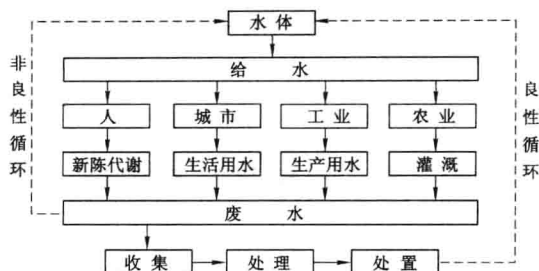 水体
给水
人 城市 工业 农业
新陈代谢 生活用水 生产用水 灌溉
废水
收集 处理 处置
非良性循环
良性循环